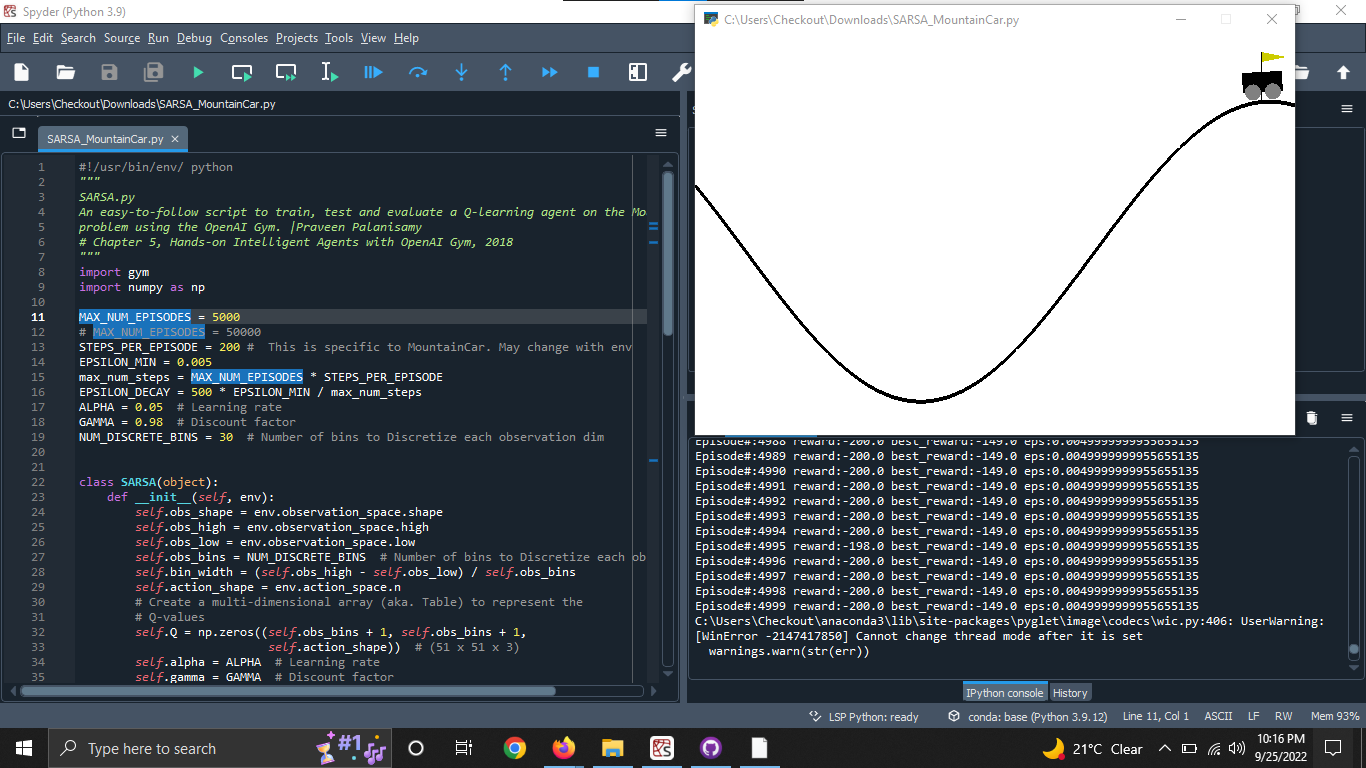 Spyder (Python 3.9)
File Edit Search Source Run Debug Consoles Projects Tools View Help
C:\Users\Checkout\Downloads\SARSA_MountainCar.py
SARSA_MountainCar.py
1 #!/usr/bin/env/ python
2 """
3 SARSA.py
4 An easy-to-follow script to train, test and evaluate a Q-learning agent on the Mo
5 problem using the OpenAI Gym. |Praveen Palanisamy
6 # Chapter 5, Hands-on Intelligent Agents with OpenAI Gym, 2018
7 """
8 import gym
9 import numpy as np
10
11 MAX_NUM_EPISODES = 5000
12 # MAX_NUM_EPISODES = 50000
13 STEPS_PER_EPISODE = 200 #  This is specific to MountainCar. May change with env
14 EPSILON_MIN = 0.005
15 max_num_steps = MAX_NUM_EPISODES * STEPS_PER_EPISODE
16 EPSILON_DECAY = 500 * EPSILON_MIN / max_num_steps
17 ALPHA = 0.05  # Learning rate
18 GAMMA = 0.98  # Discount factor
19 NUM_DISCRETE_BINS = 30  # Number of bins to Discretize each observation dim
20
21
22 class SARSA(object):
23     def __init__(self, env):
24         self.obs_shape = env.observation_space.shape
25         self.obs_high = env.observation_space.high
26         self.obs_low = env.observation_space.low
27         self.obs_bins = NUM_DISCRETE_BINS  # Number of bins to Discretize each ob
28         self.bin_width = (self.obs_high - self.obs_low) / self.obs_bins
29         self.action_shape = env.action_space.n
30         # Create a multi-dimensional array (aka. Table) to represent the
31         # Q-values
32         self.Q = np.zeros((self.obs_bins + 1, self.obs_bins + 1,
33                            self.action_shape))  # (51 x 51 x 3)
34         self.alpha = ALPHA  # Learning rate
35         self.gamma = GAMMA  # Discount factor
C:\Users\Checkout\Downloads\SARSA_MountainCar.py
Episode#:4988 reward:-200.0 best_reward:-149.0 eps:0.0049999999955655135
Episode#:4989 reward:-200.0 best_reward:-149.0 eps:0.0049999999955655135
Episode#:4990 reward:-200.0 best_reward:-149.0 eps:0.0049999999955655135
Episode#:4991 reward:-200.0 best_reward:-149.0 eps:0.0049999999955655135
Episode#:4992 reward:-200.0 best_reward:-149.0 eps:0.0049999999955655135
Episode#:4993 reward:-200.0 best_reward:-149.0 eps:0.0049999999955655135
Episode#:4994 reward:-200.0 best_reward:-149.0 eps:0.0049999999955655135
Episode#:4995 reward:-198.0 best_reward:-149.0 eps:0.0049999999955655135
Episode#:4996 reward:-200.0 best_reward:-149.0 eps:0.0049999999955655135
Episode#:4997 reward:-200.0 best_reward:-149.0 eps:0.0049999999955655135
Episode#:4998 reward:-200.0 best_reward:-149.0 eps:0.0049999999955655135
Episode#:4999 reward:-200.0 best_reward:-149.0 eps:0.0049999999955655135
C:\Users\Checkout\anaconda3\lib\site-packages\pyglet\image\codecs\wic.py:406: UserWarning:
[WinError -2147417850] Cannot change thread mode after it is set
  warnings.warn(str(err))
IPython console History
LSP Python: ready conda: base (Python 3.9.12) Line 11, Col 1 ASCII LF RW Mem 93%
Type here to search
#1
21°C Clear
10:16 PM
9/25/2022